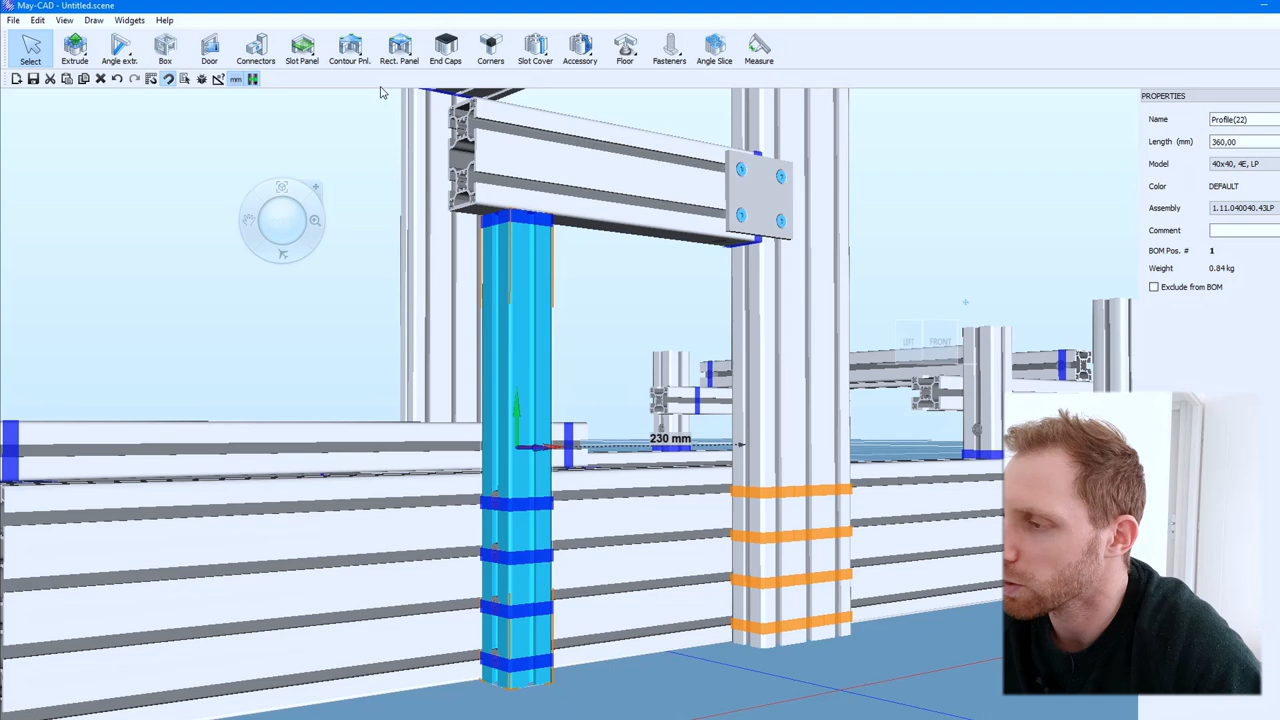 May-CAD - Untitled.scene
File Edit View Draw Widgets Help
Select Extrude Angle extr. Box Door Connectors Slot Panel Contour Pnl. Rect. Panel End Caps Corners Slot Cover Accessory Floor Fasteners Angle Slice Measure
mm
PROPERTIES
Name Profile(22)
Length (mm) 360,00
Model 40x40, 4E, LP
Color DEFAULT
Assembly 1.11.040040.43LP
Comment
BOM Pos. # 1
Weight 0.84 kg
Exclude from BOM
LEFT FRONT
230 mm